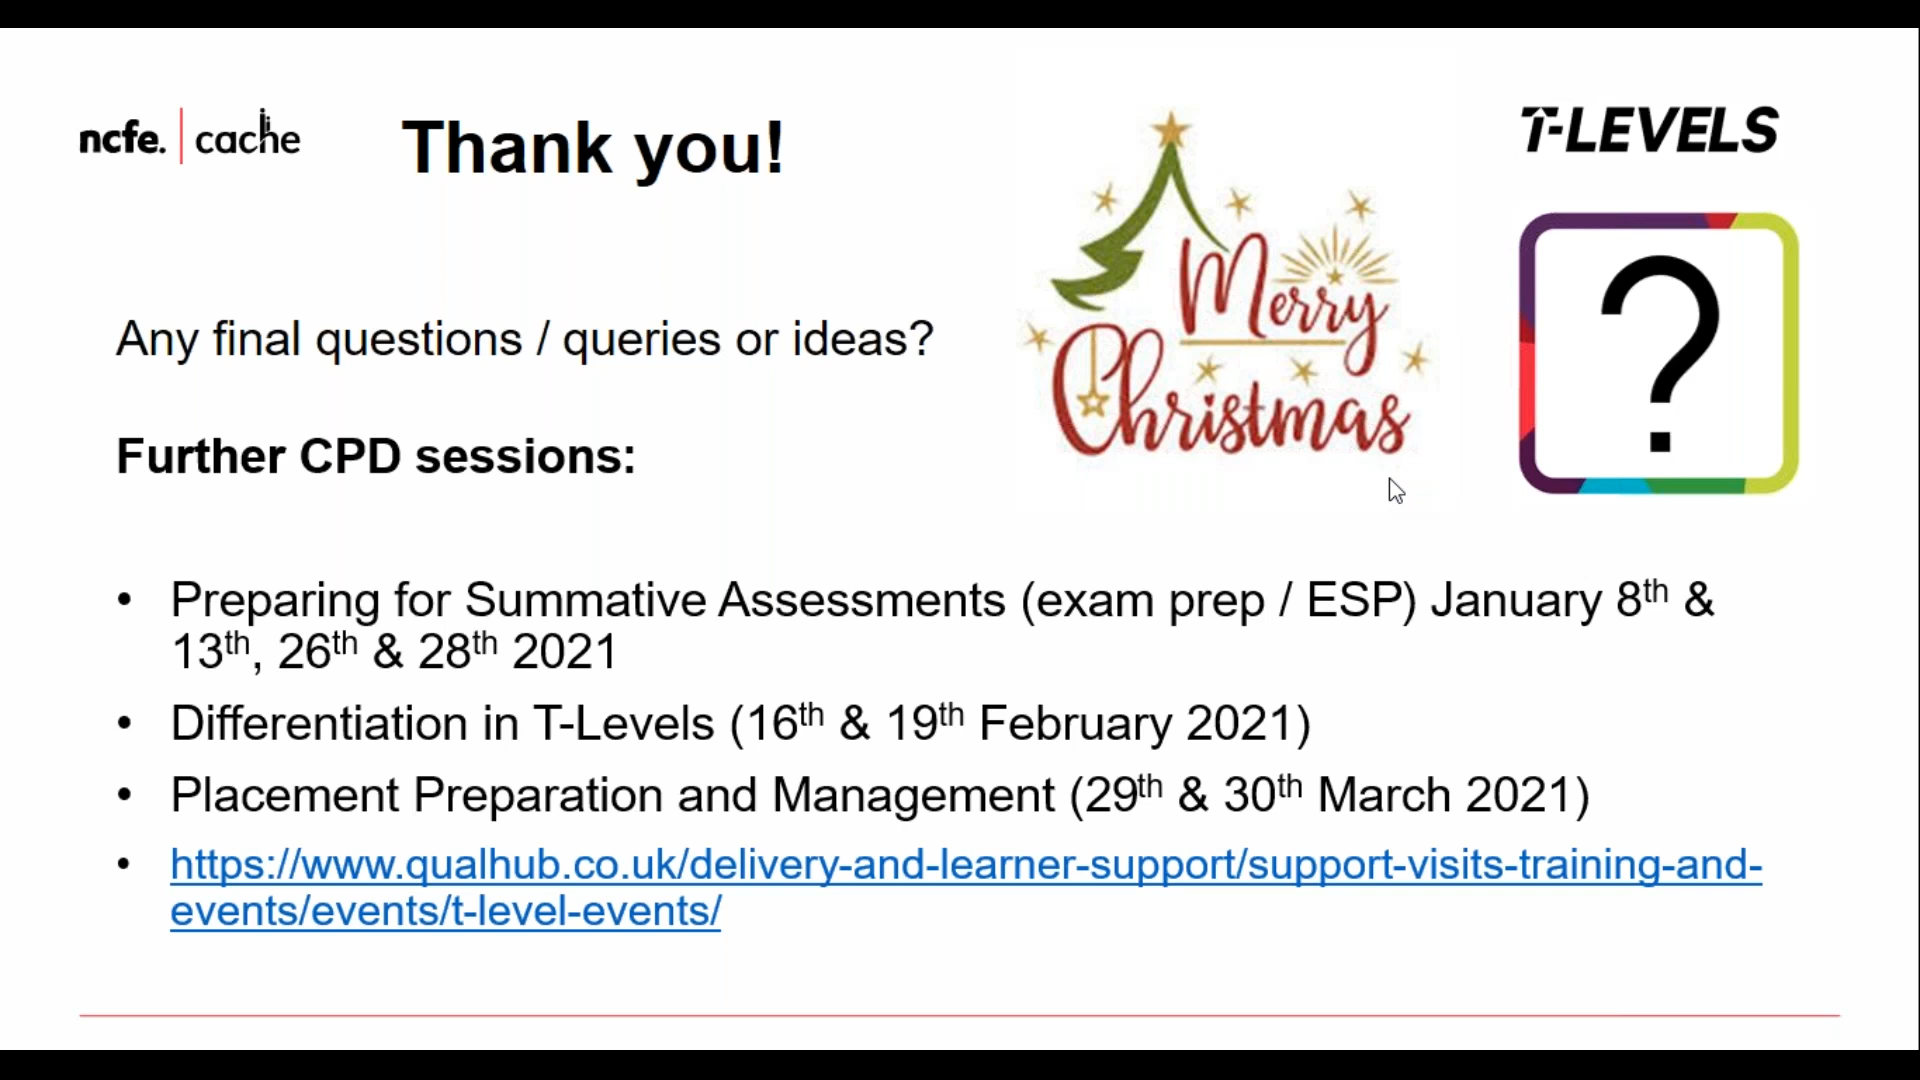 ncfe. cache
Thank you!
T-LEVELS
Merry
Christmas
?
Any final questions / queries or ideas?
Further CPD sessions:
• Preparing for Summative Assessments (exam prep / ESP) January 8th &
13th, 26th & 28th 2021
• Differentiation in T-Levels (16th & 19th February 2021)
• Placement Preparation and Management (29th & 30th March 2021)
• https://www.qualhub.co.uk/delivery-and-learner-support/support-visits-training-and-
events/events/t-level-events/